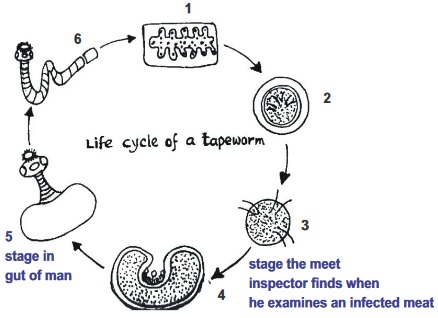 1
6
2
Life cycle of a tapeworm
3
5
stage in
gut of man
4
stage the meet
inspector finds when
he examines an infected meat